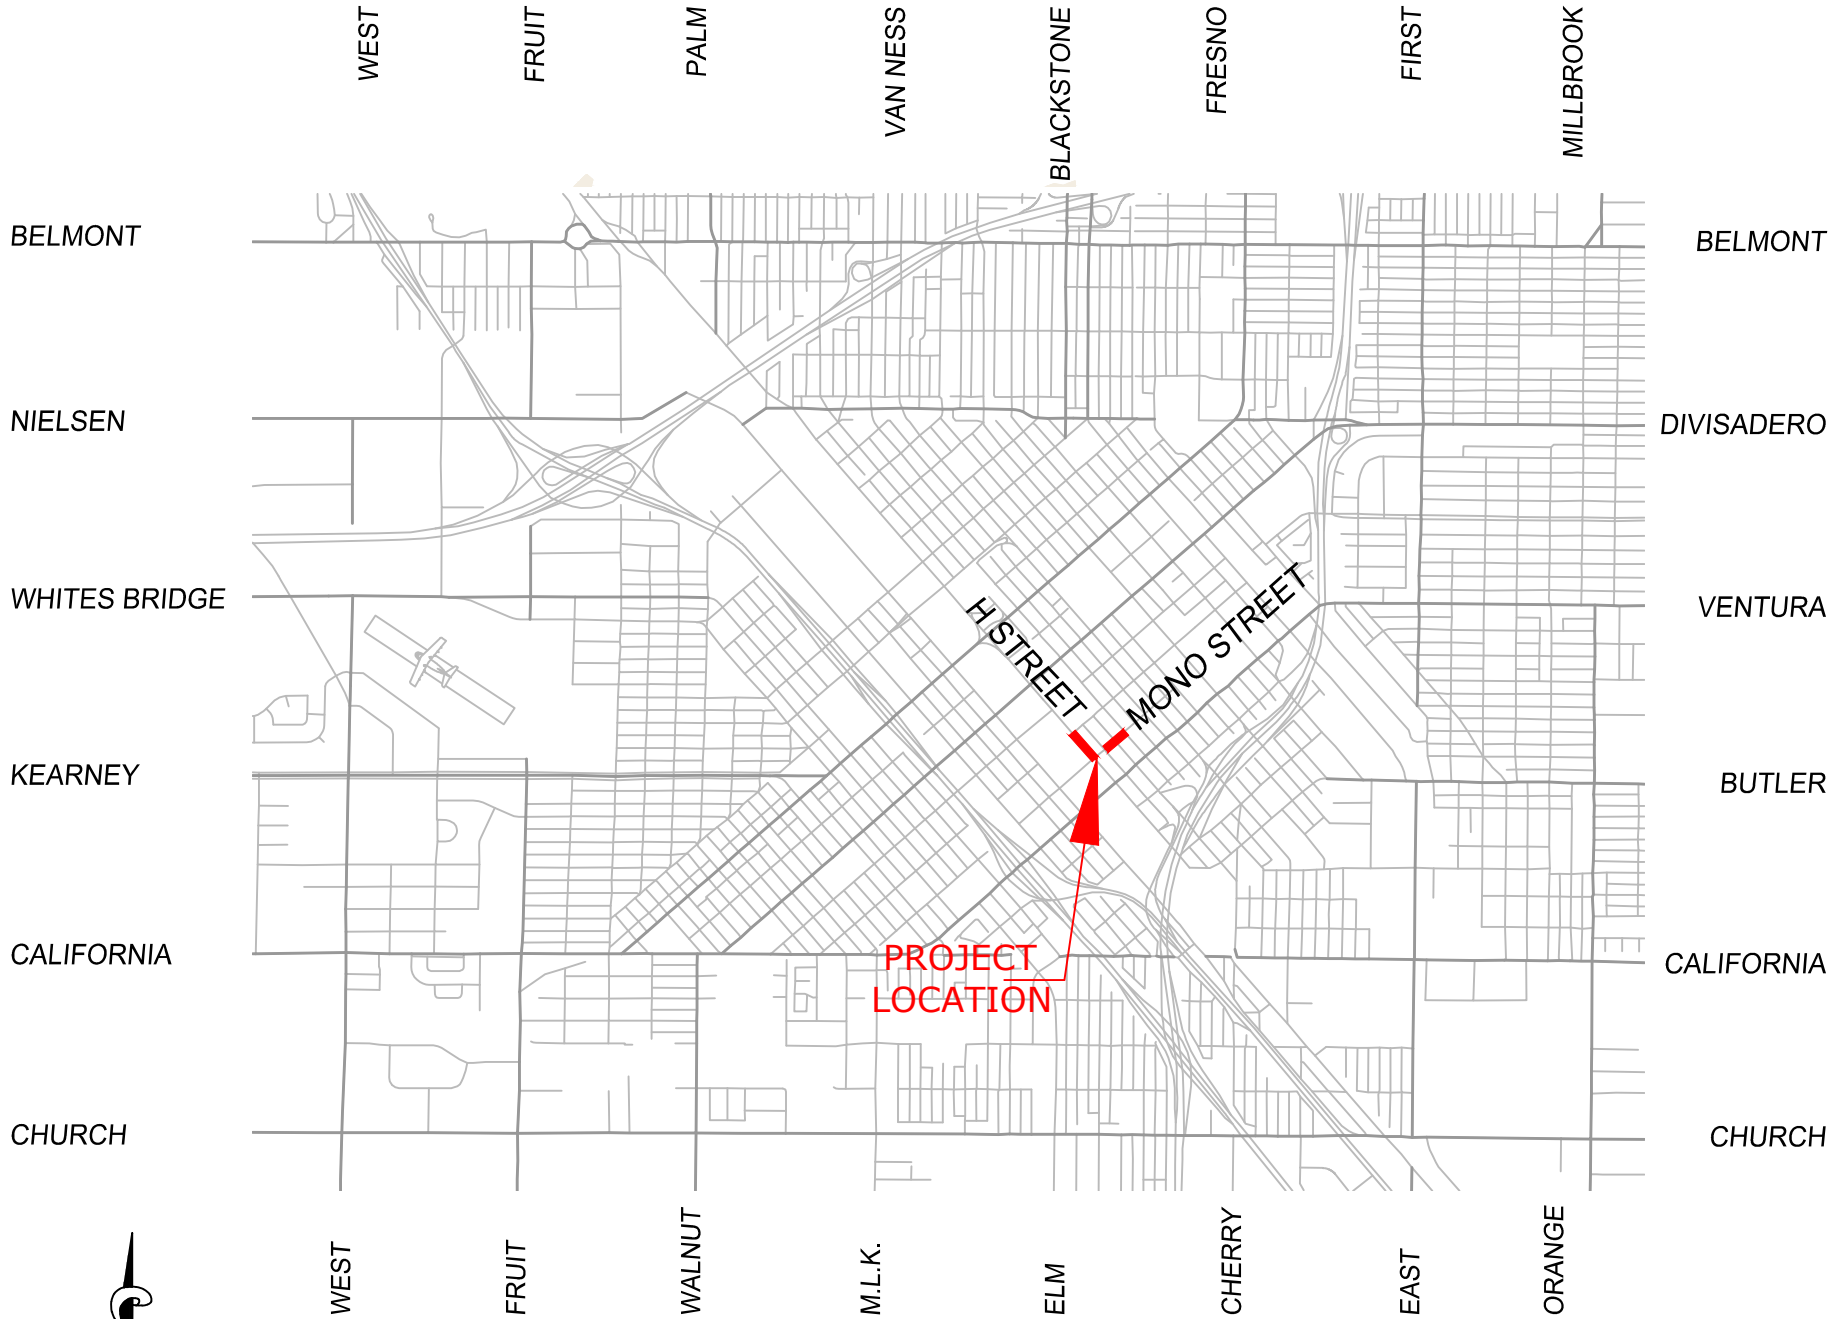 WEST
FRUIT
PALM
VAN NESS
BLACKSTONE
FRESNO
FIRST
MILLBROOK
BELMONT
BELMONT
NIELSEN
DIVISADERO
WHITES BRIDGE
VENTURA
H STREET
MONO STREET
KEARNEY
BUTLER
CALIFORNIA
CALIFORNIA
PROJECT
LOCATION
CHURCH
CHURCH
WEST
FRUIT
WALNUT
M.L.K.
ELM
CHERRY
EAST
ORANGE